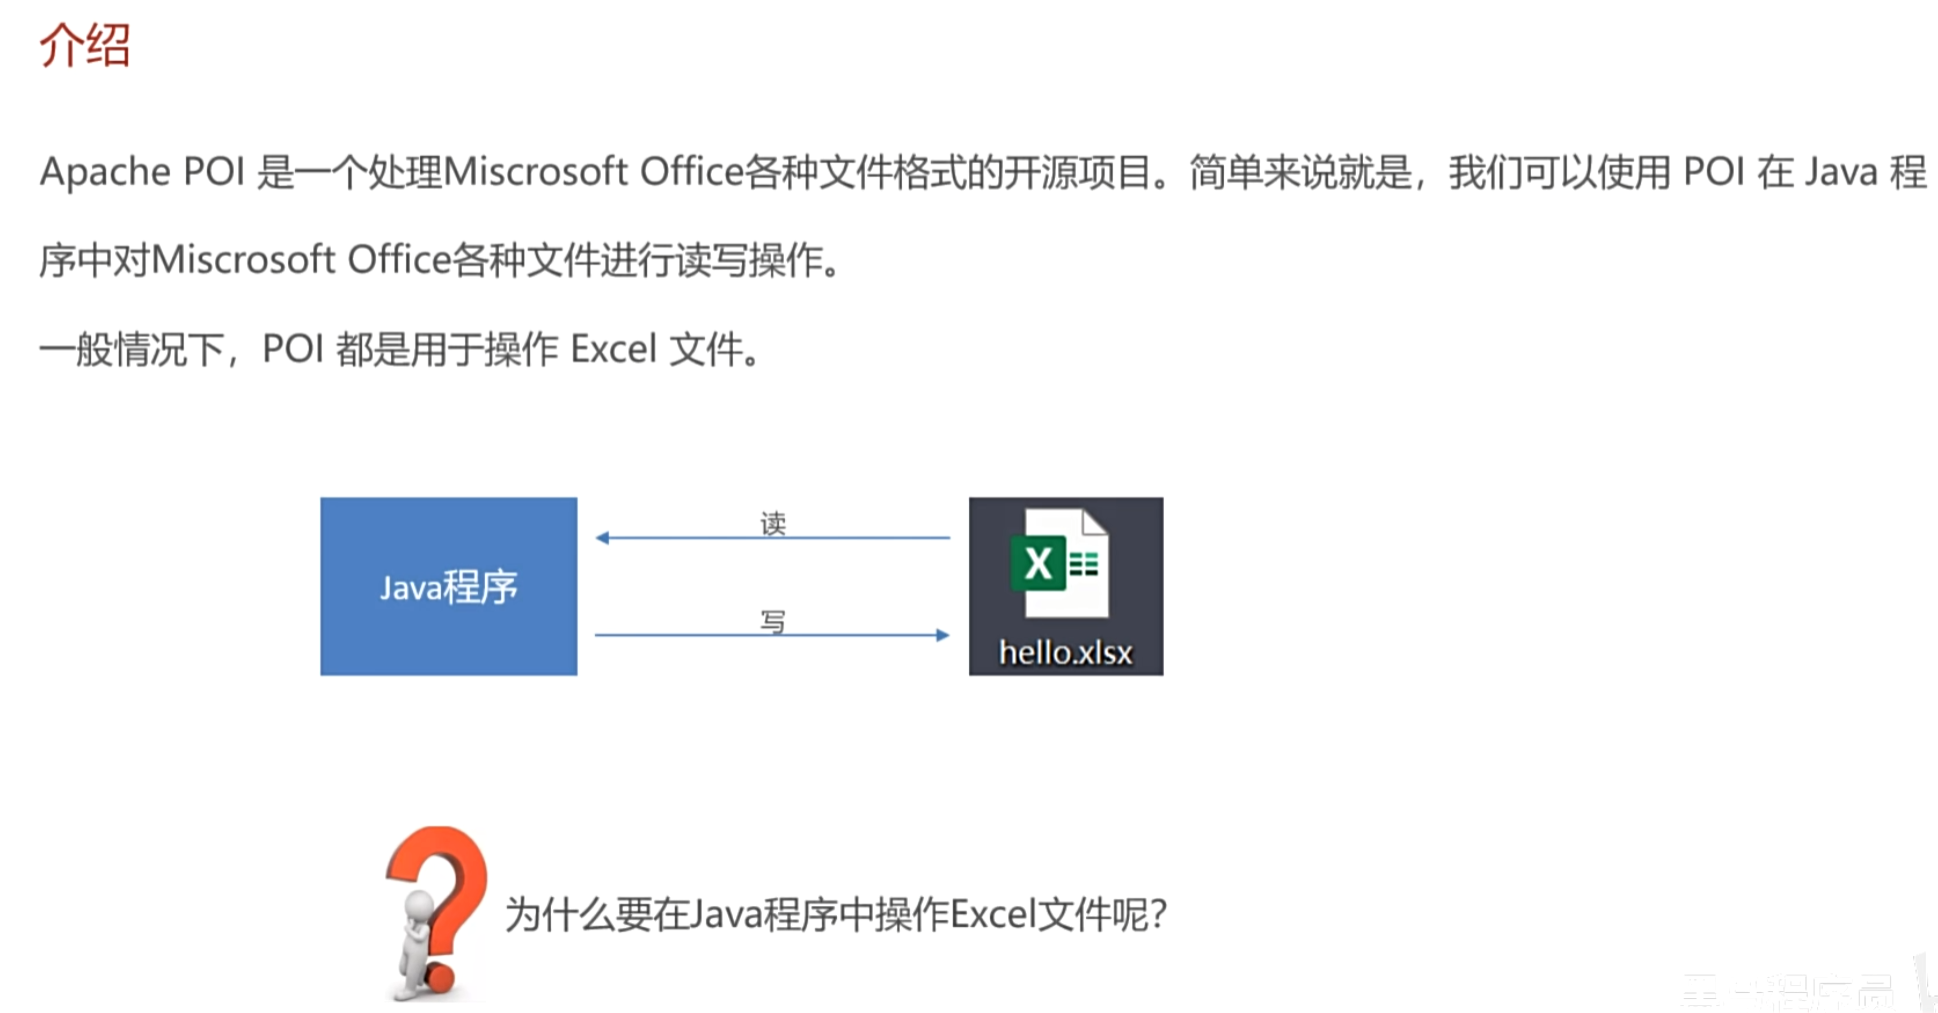 介绍
Apache POI 是一个处理Miscrosoft Office各种文件格式的开源项目。简单来说就是，我们可以使用 POI 在 Java 程
序中对Miscrosoft Office各种文件进行读写操作。
一般情况下，POI 都是用于操作 Excel 文件。
读
Java程序
X
写
hello.xlsx
为什么要在Java程序中操作Excel文件呢？